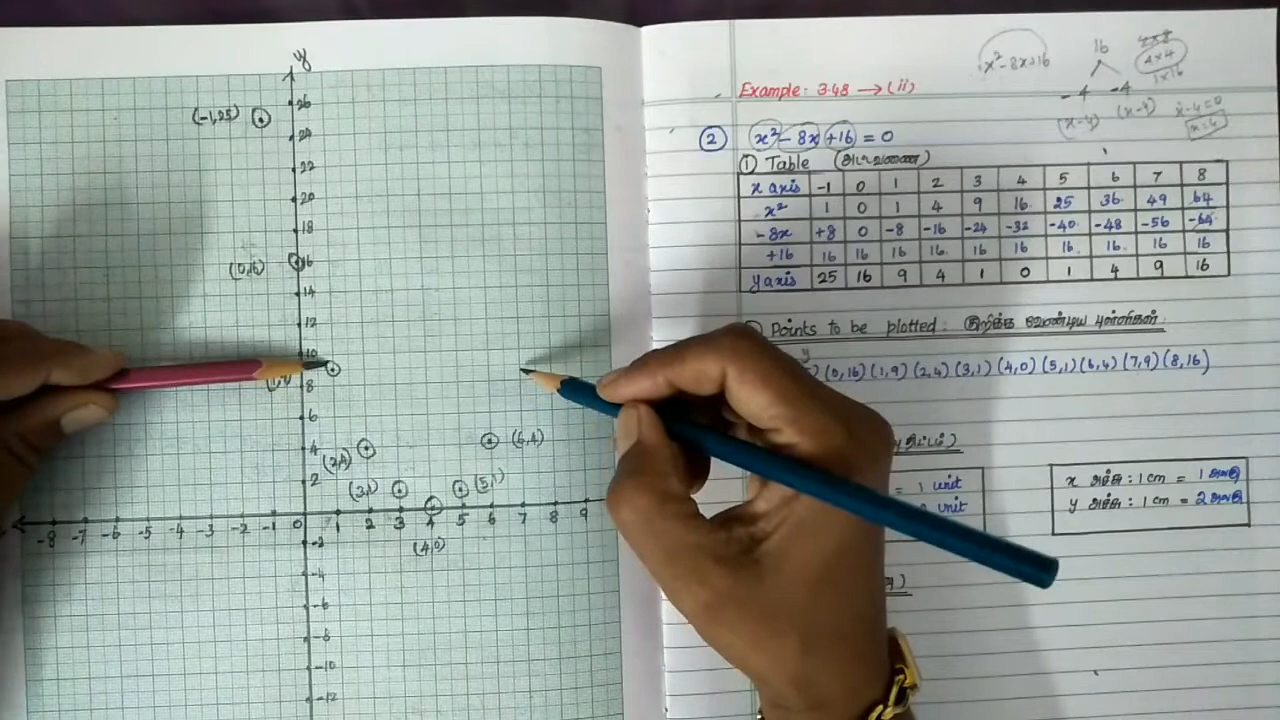 y
26
(-1,25)
24
22
20
18
(0,16) 16
14
12
10
8
6
4
(2,4) (6,4)
2
(3,1) (5,1)
-8 -7 -6 -5 -4 -3 -2 -1 0 1 2 3 4 5 6 7 8 9
(4,0)
-2
-4
-6
-8
-10
-12
x²-8x+16
16
4x4
1x16
-4 -4
(x-4) (x-4) x-4=0
x=4
Example: 3.48 → (ii)
② x²-8x+16 = 0
① Table (அட்டவணை)
x axis -1 0 1 2 3 4 5 6 7 8
x² 1 0 1 4 9 16 25 36 49 64
-8x +8 0 -8 -16 -24 -32 -40 -48 -56 -64
+16 16 16 16 16 16 16 16 16 16 16
y axis 25 16 9 4 1 0 1 4 9 16
Points to be plotted: குறிக்க வேண்டிய புள்ளிகள்
y
(0,16) (1,9) (2,4) (3,1) (4,0) (5,1) (6,4) (7,9) (8,16)
= 1 unit
unit
x அச்சு : 1 cm = 1 அலகு
y அச்சு : 1 cm = 2 அலகு